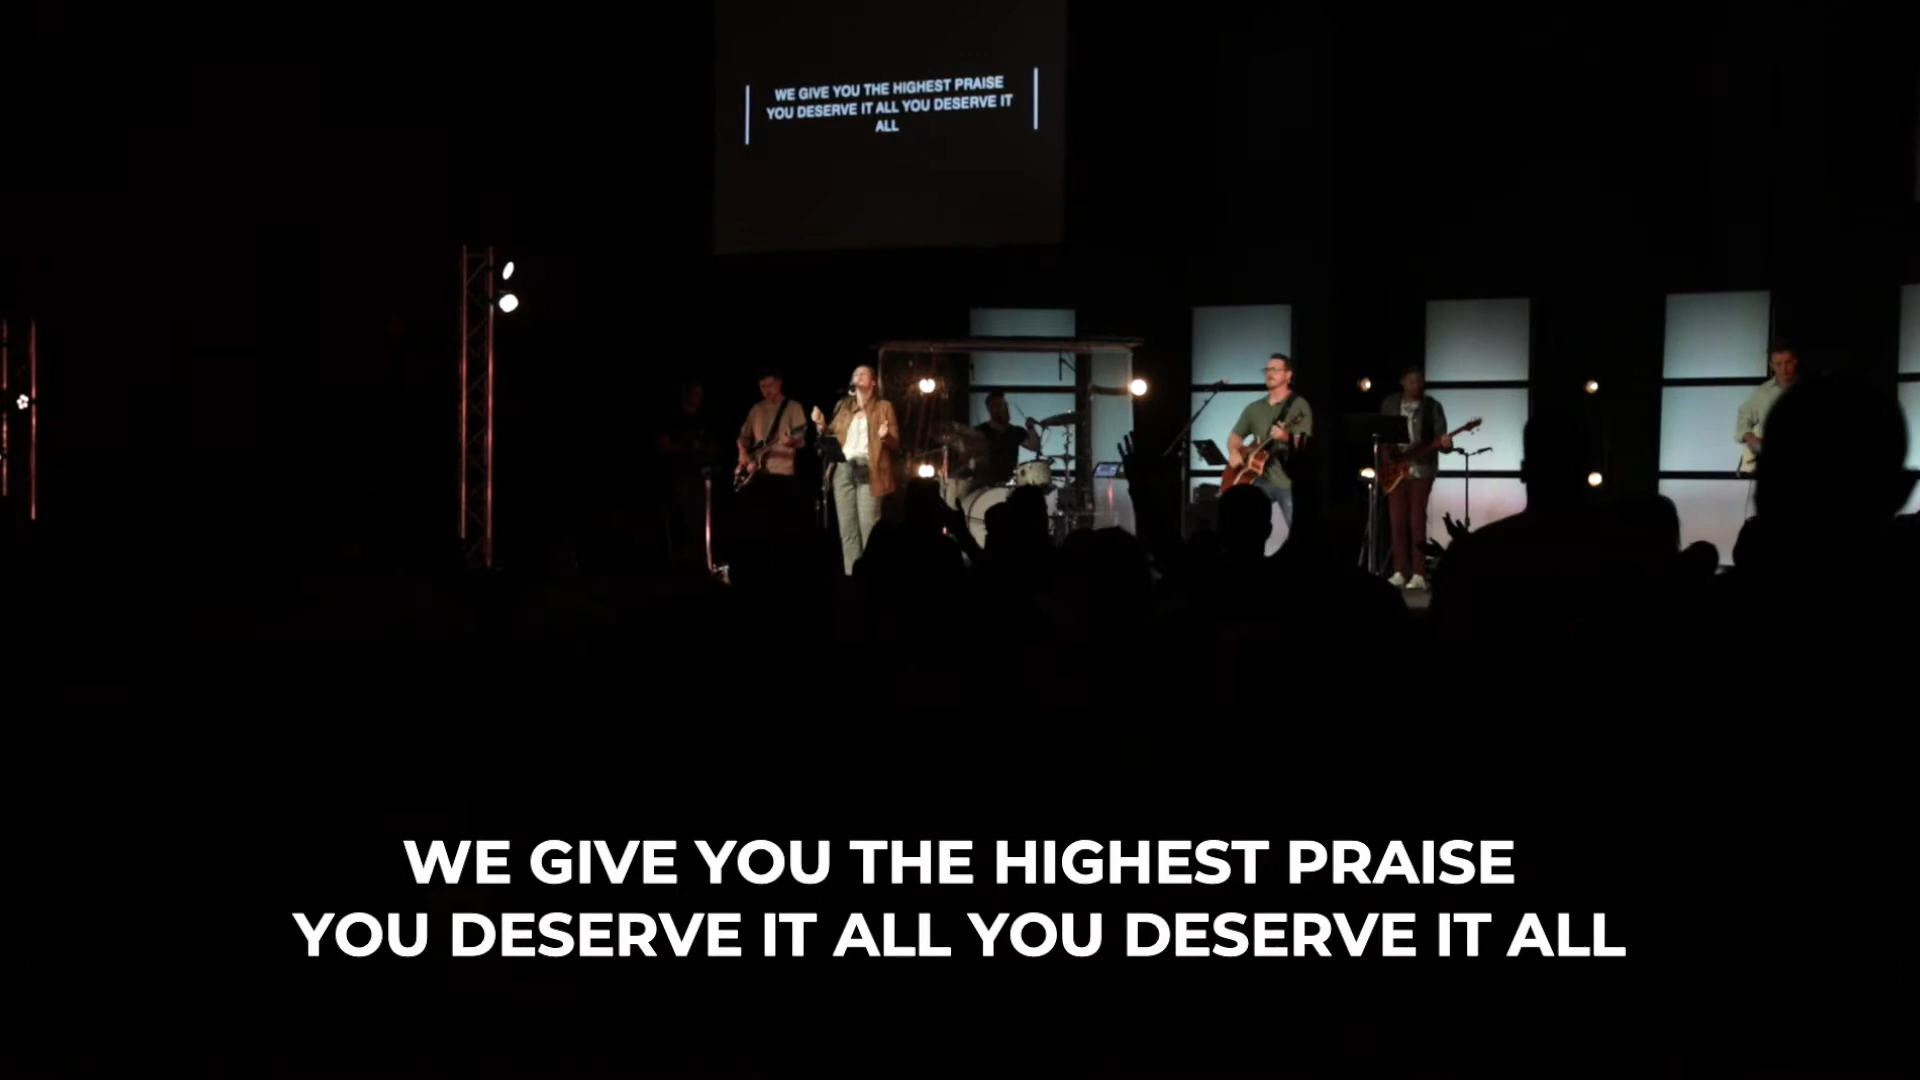 WE GIVE YOU THE HIGHEST PRAISE
YOU DESERVE IT ALL YOU DESERVE IT
ALL
WE GIVE YOU THE HIGHEST PRAISE
YOU DESERVE IT ALL YOU DESERVE IT ALL